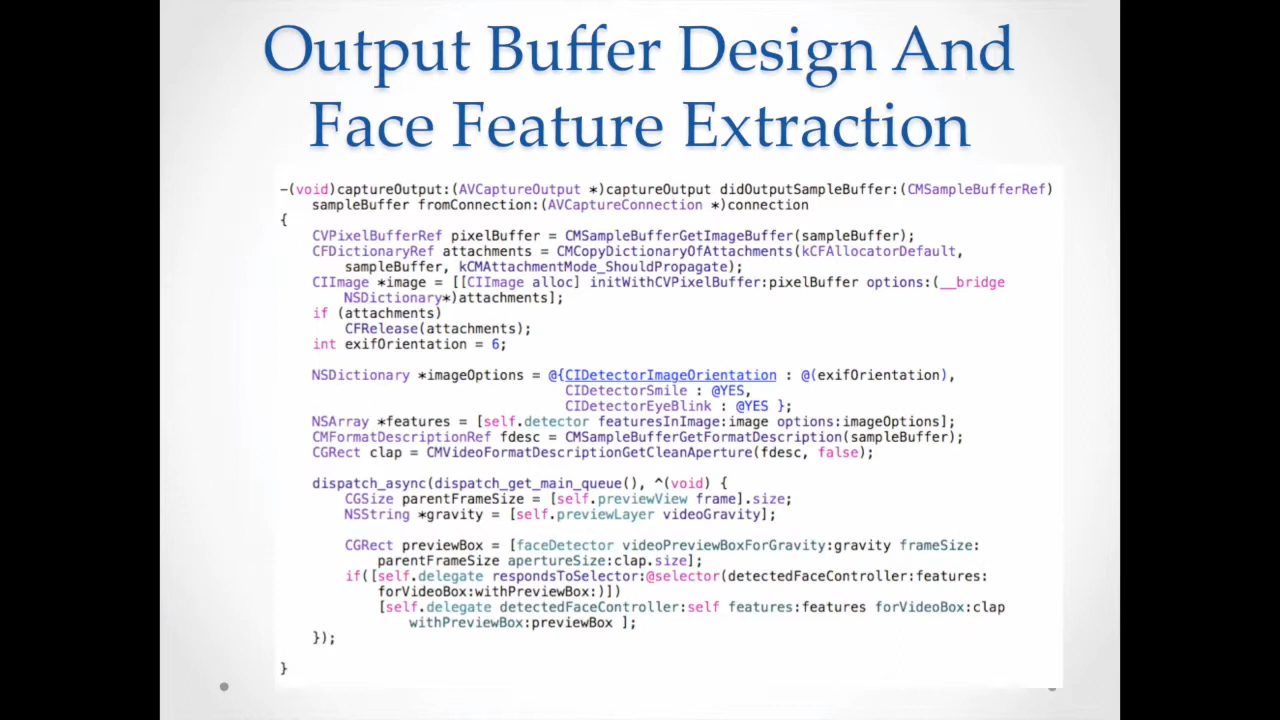 Output Buffer Design And
Face Feature Extraction
-(void)captureOutput:(AVCaptureOutput *)captureOutput didOutputSampleBuffer:(CMSampleBufferRef)
sampleBuffer fromConnection:(AVCaptureConnection *)connection
{
CVPixelBufferRef pixelBuffer = CMSampleBufferGetImageBuffer(sampleBuffer);
CFDictionaryRef attachments = CMCopyDictionaryOfAttachments(kCFAllocatorDefault,
sampleBuffer, kCMAttachmentMode_ShouldPropagate);
CIImage *image = [[CIImage alloc] initWithCVPixelBuffer:pixelBuffer options:(__bridge
NSDictionary*)attachments];
if (attachments)
CFRelease(attachments);
int exifOrientation = 6;
NSDictionary *imageOptions = @{CIDetectorImageOrientation : @(exifOrientation),
CIDetectorSmile : @YES,
CIDetectorEyeBlink : @YES };
NSArray *features = [self.detector featuresInImage:image options:imageOptions];
CMFormatDescriptionRef fdesc = CMSampleBufferGetFormatDescription(sampleBuffer);
CGRect clap = CMVideoFormatDescriptionGetCleanAperture(fdesc, false);
dispatch_async(dispatch_get_main_queue(), ^(void) {
CGSize parentFrameSize = [self.previewView frame].size;
NSString *gravity = [self.previewLayer videoGravity];
CGRect previewBox = [faceDetector videoPreviewBoxForGravity:gravity frameSize:
parentFrameSize apertureSize:clap.size];
if([self.delegate respondsToSelector:@selector(detectedFaceController:features:
forVideoBox:withPreviewBox:)])
[self.delegate detectedFaceController:self features:features forVideoBox:clap
withPreviewBox:previewBox ];
});
}